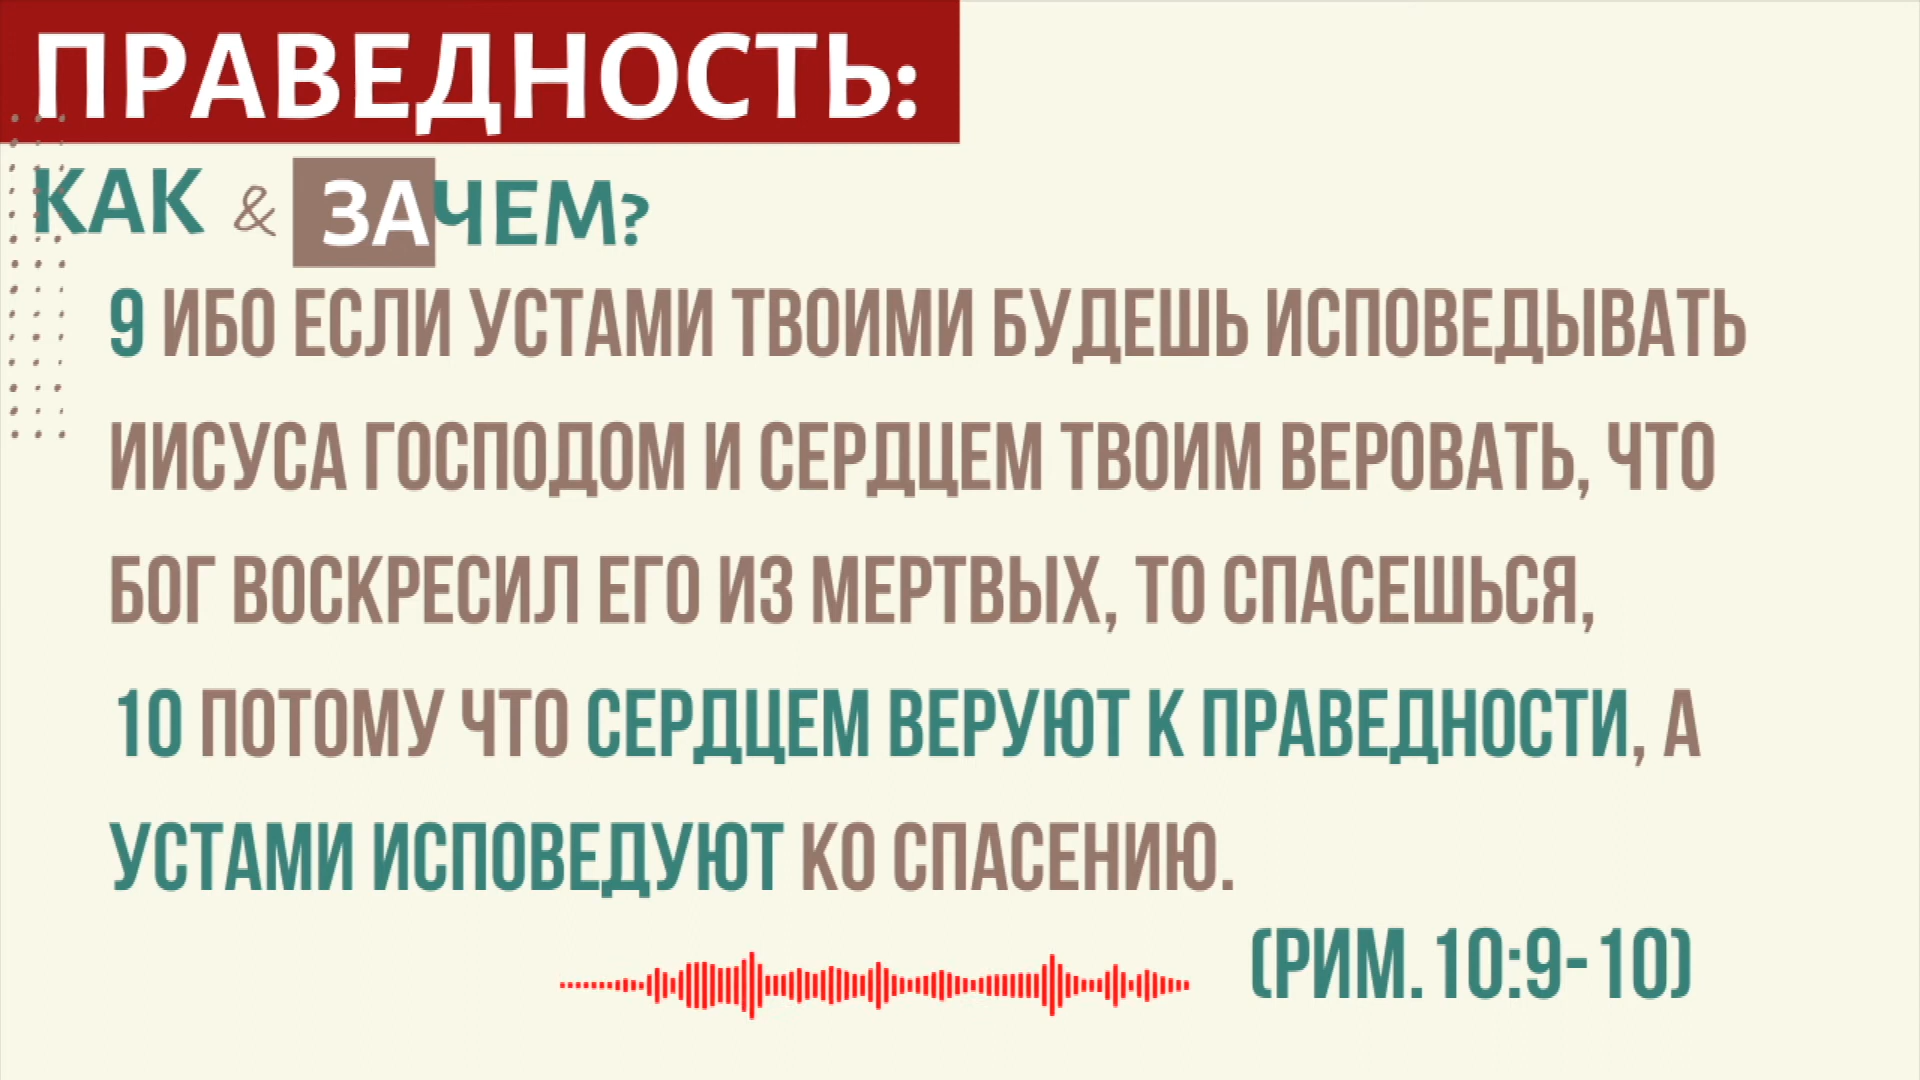 ПРАВЕДНОСТЬ:
КАК & ЗАЧЕМ?
9 ИБО ЕСЛИ УСТАМИ ТВОИМИ БУДЕШЬ ИСПОВЕДЫВАТЬ
ИИСУСА ГОСПОДОМ И СЕРДЦЕМ ТВОИМ ВЕРОВАТЬ, ЧТО
БОГ ВОСКРЕСИЛ ЕГО ИЗ МЕРТВЫХ, ТО СПАСЕШЬСЯ,
10 ПОТОМУ ЧТО СЕРДЦЕМ ВЕРУЮТ К ПРАВЕДНОСТИ, А
УСТАМИ ИСПОВЕДУЮТ КО СПАСЕНИЮ.
(РИМ. 10:9-10)